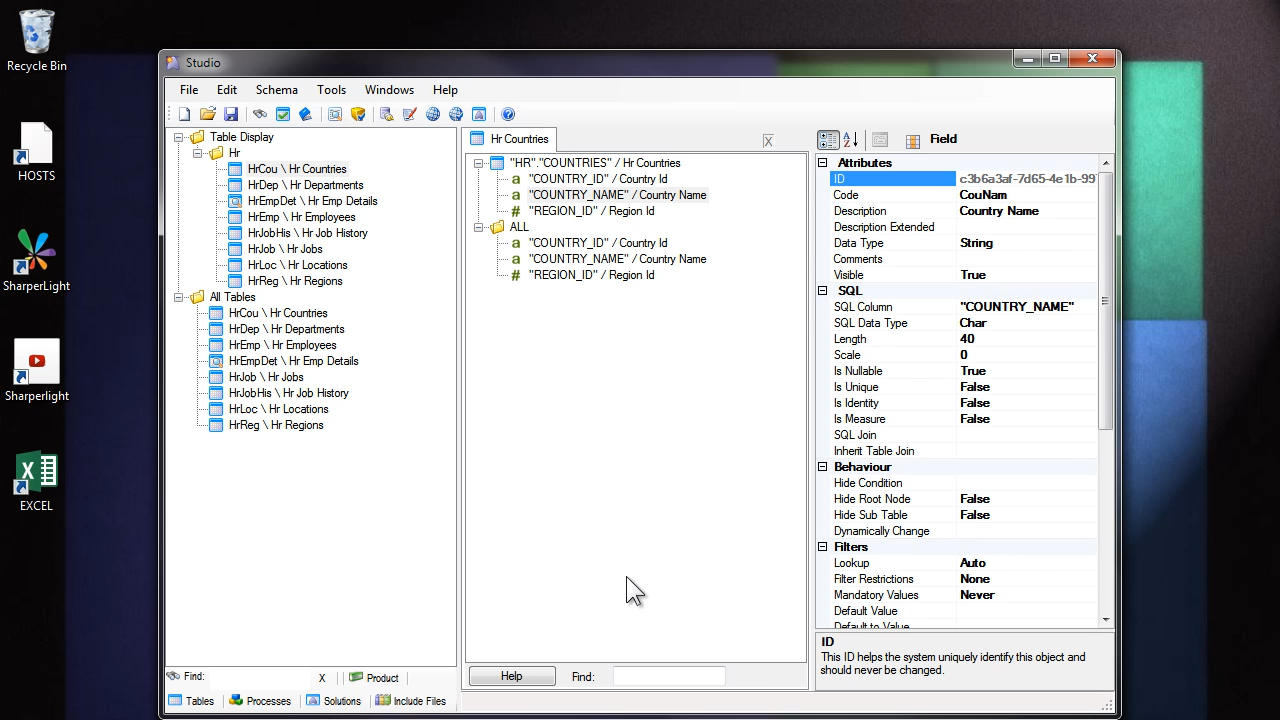 Recycle Bin
HOSTS
SharperLight
Sharperlight
EXCEL
Studio
File Edit Schema Tools Windows Help
Table Display
Hr
HrCou \ Hr Countries
HrDep \ Hr Departments
HrEmpDet \ Hr Emp Details
HrEmp \ Hr Employees
HrJobHis \ Hr Job History
HrJob \ Hr Jobs
HrLoc \ Hr Locations
HrReg \ Hr Regions
All Tables
HrCou \ Hr Countries
HrDep \ Hr Departments
HrEmp \ Hr Employees
HrEmpDet \ Hr Emp Details
HrJob \ Hr Jobs
HrJobHis \ Hr Job History
HrLoc \ Hr Locations
HrReg \ Hr Regions
Find: X Product
Tables Processes Solutions Include Files
Hr Countries X
"HR"."COUNTRIES" / Hr Countries
a "COUNTRY_ID" / Country Id
a "COUNTRY_NAME" / Country Name
# "REGION_ID" / Region Id
ALL
a "COUNTRY_ID" / Country Id
a "COUNTRY_NAME" / Country Name
# "REGION_ID" / Region Id
Help Find:
Field
Attributes
ID c3b6a3af-7d65-4e1b-99
Code CouNam
Description Country Name
Description Extended
Data Type String
Comments
Visible True
SQL
SQL Column "COUNTRY_NAME"
SQL Data Type Char
Length 40
Scale 0
Is Nullable True
Is Unique False
Is Identity False
Is Measure False
SQL Join
Inherit Table Join
Behaviour
Hide Condition
Hide Root Node False
Hide Sub Table False
Dynamically Change
Filters
Lookup Auto
Filter Restrictions None
Mandatory Values Never
Default Value
Default to Value
ID
This ID helps the system uniquely identify this object and
should never be changed.